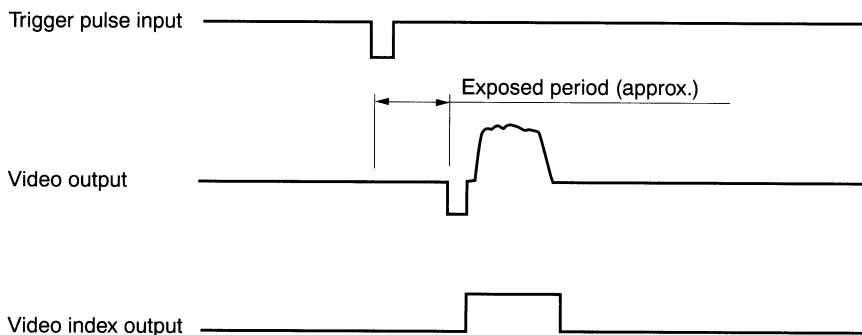 Trigger pulse input
Exposed period (approx.)
Video output
Video index output